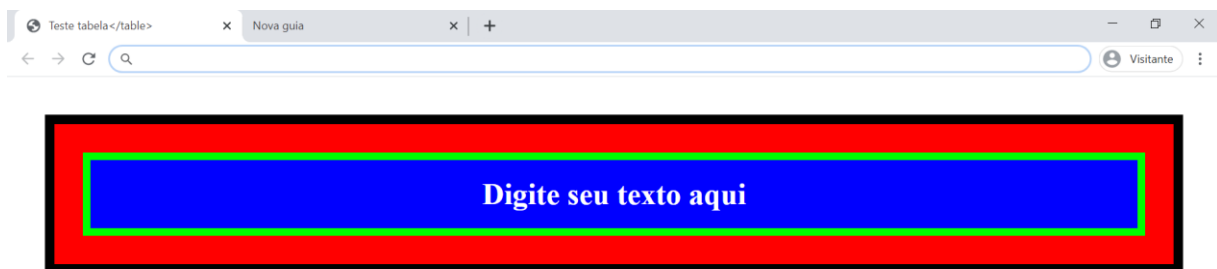 Teste tabela</table>
Nova guia
Visitante
Digite seu texto aqui